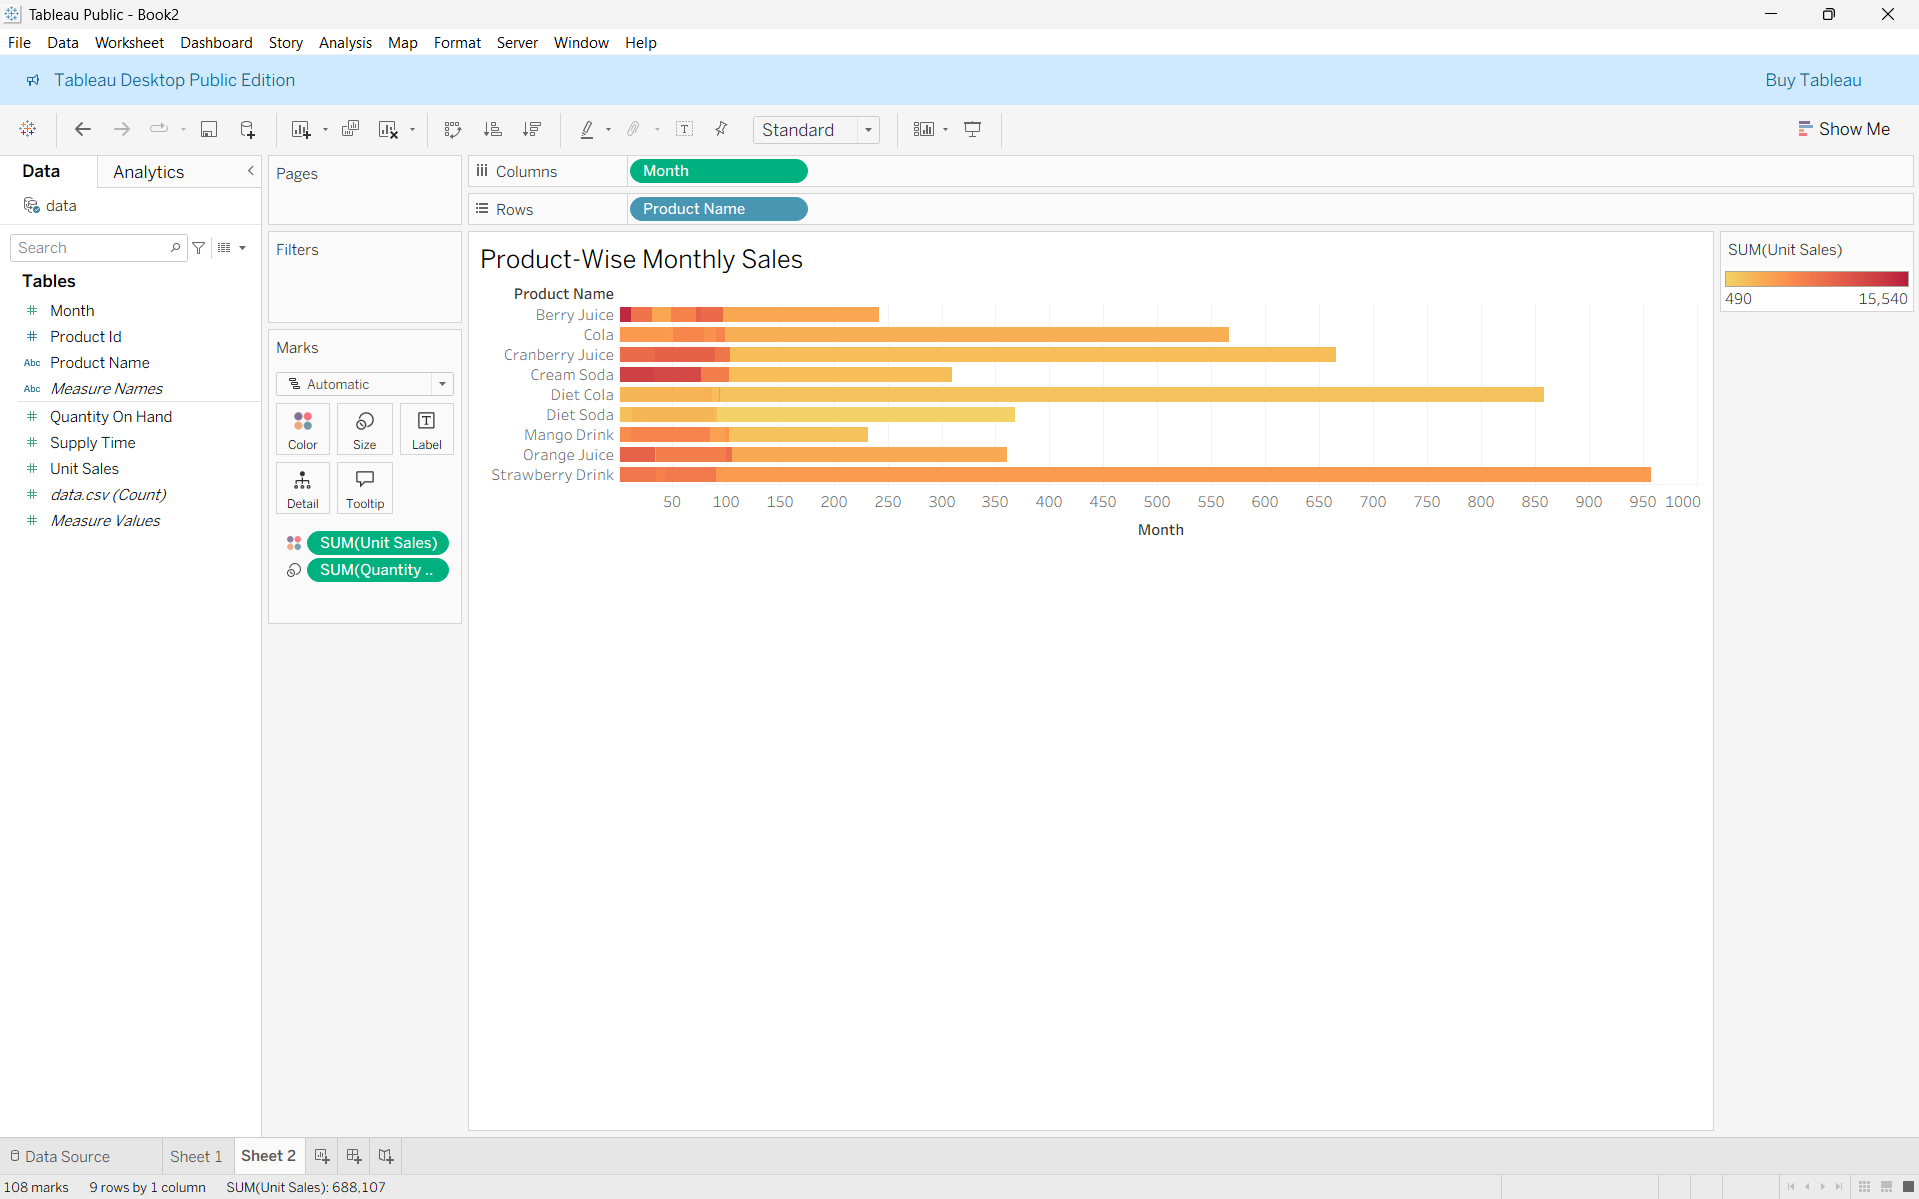 Tableau Public - Book2
File Data Worksheet Dashboard Story Analysis Map Format Server Window Help
Tableau Desktop Public Edition
Buy Tableau
Standard
Show Me
Data
Analytics
data
Search
Tables
Month
Product Id
Abc Product Name
Abc Measure Names
Quantity On Hand
Supply Time
Unit Sales
data.csv (Count)
Measure Values
Pages
Filters
Marks
Automatic
Color
Size
Label
Detail
Tooltip
SUM(Unit Sales)
SUM(Quantity ..
Columns
Month
Rows
Product Name
Product-Wise Monthly Sales
Product Name
Berry Juice
Cola
Cranberry Juice
Cream Soda
Diet Cola
Diet Soda
Mango Drink
Orange Juice
Strawberry Drink
50 100 150 200 250 300 350 400 450 500 550 600 650 700 750 800 850 900 950 1000
Month
SUM(Unit Sales)
490 15,540
Data Source
Sheet 1
Sheet 2
108 marks 9 rows by 1 column SUM(Unit Sales): 688,107